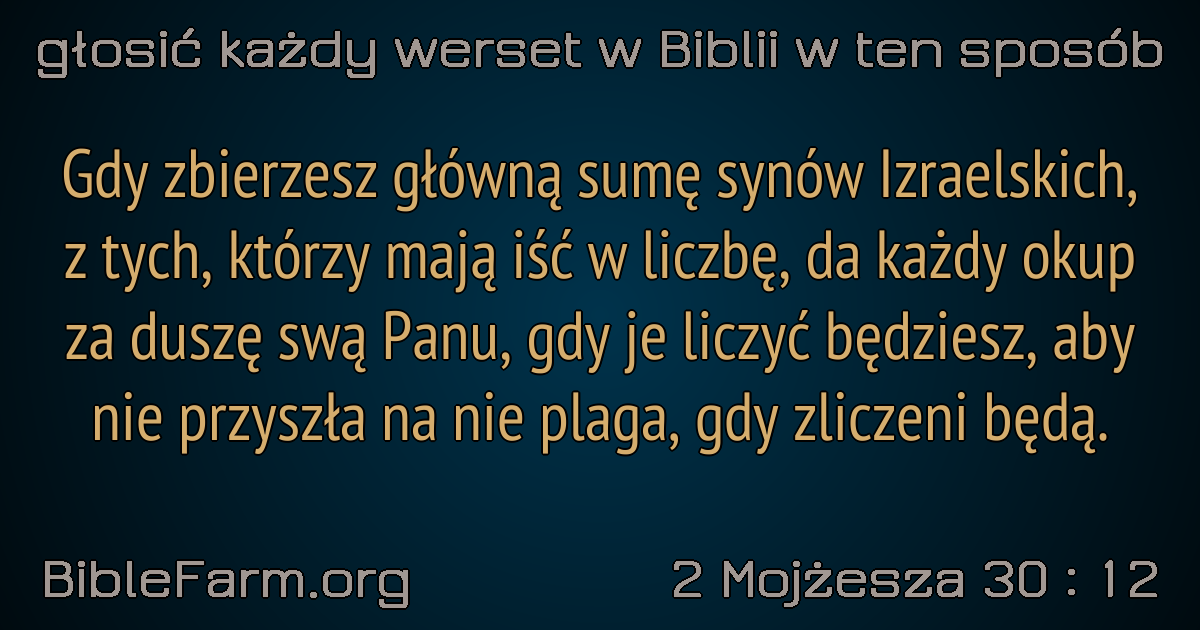 głosić każdy werset w Biblii w ten sposób
Gdy zbierzesz główną sumę synów Izraelskich,
z tych, którzy mają iść w liczbę, da każdy okup
za duszę swą Panu, gdy je liczyć będziesz, aby
nie przyszła na nie plaga, gdy zliczeni będą.
BibleFarm.org
2 Mojżesza 30 : 12